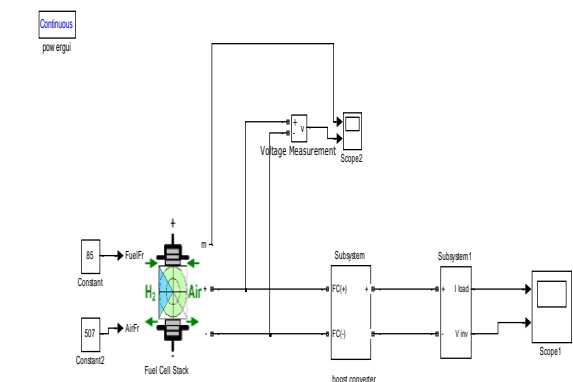 Continuous
pow ergui
+
-
v
Voltage Measurement
Scope2
+
m
85
FuelFr
Constant
H2
Air
+
-
507
AirFr
Constant2
-
Fuel Cell Stack
Subsystem
FC(+)
+
FC(-)
-
boost converter
Subsystem1
+
I load
-
V inv
Scope1